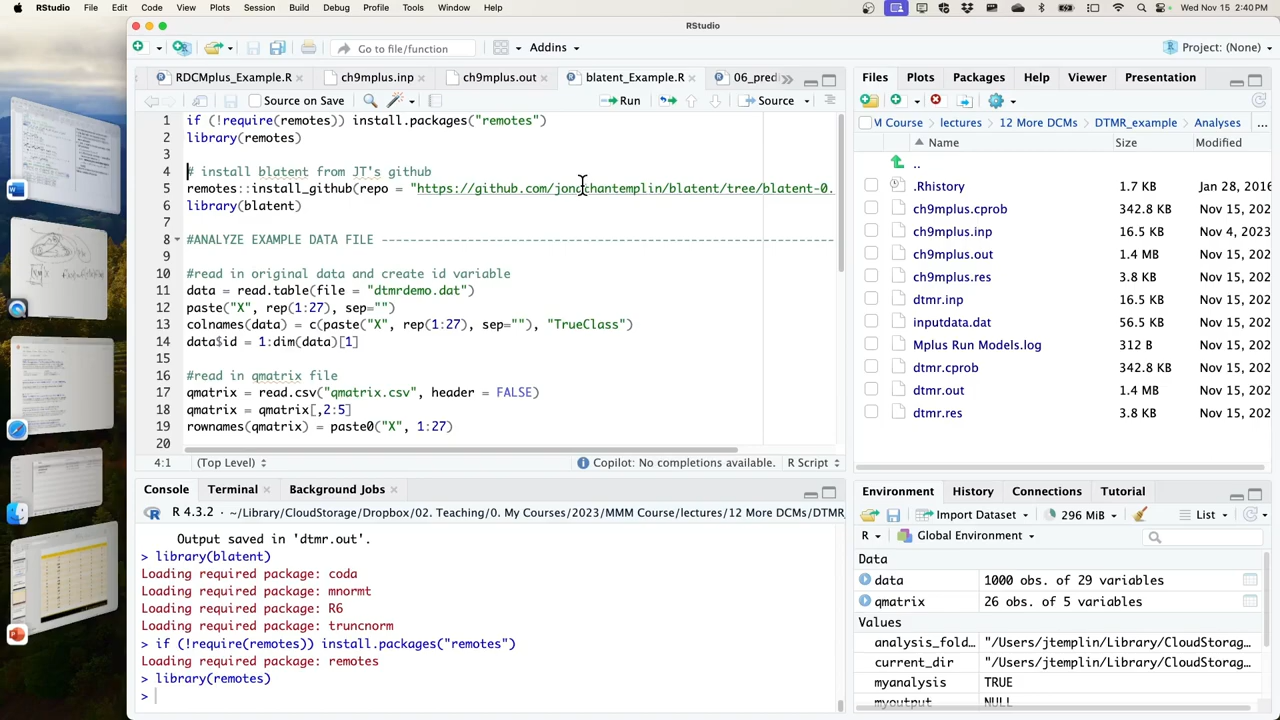 RStudio File Edit Code View Plots Session Build Debug Profile Tools Window Help Wed Nov 15 2:40 PM
RStudio
Go to file/function Addins Project: (None)
RDCMplus_Example.R ch9mplus.inp ch9mplus.out blatent_Example.R 06_pred
Source on Save Run Source
1 if (!require(remotes)) install.packages("remotes")
2 library(remotes)
3
4 # install blatent from JT's github
5 remotes::install_github(repo = "https://github.com/jonathantemplin/blatent/tree/blatent-0.
6 library(blatent)
7
8 #ANALYZE EXAMPLE DATA FILE ----------------------------------------------------------------
9
10 #read in original data and create id variable
11 data = read.table(file = "dtmrdemo.dat")
12 paste("X", rep(1:27), sep="")
13 colnames(data) = c(paste("X", rep(1:27), sep=""), "TrueClass")
14 data$id = 1:dim(data)[1]
15
16 #read in qmatrix file
17 qmatrix = read.csv("qmatrix.csv", header = FALSE)
18 qmatrix = qmatrix[,2:5]
19 rownames(qmatrix) = paste0("X", 1:27)
20
4:1 (Top Level) Copilot: No completions available. R Script
Console Terminal Background Jobs
R 4.3.2 · ~/Library/CloudStorage/Dropbox/02. Teaching/0. My Courses/2023/MMM Course/lectures/12 More DCMs/DTMR_
Output saved in 'dtmr.out'.
> library(blatent)
Loading required package: coda
Loading required package: mnormt
Loading required package: R6
Loading required package: truncnorm
> if (!require(remotes)) install.packages("remotes")
Loading required package: remotes
> library(remotes)
>
Files Plots Packages Help Viewer Presentation
M Course lectures 12 More DCMs DTMR_example Analyses ...
Name Size Modified
..
.Rhistory 1.7 KB Jan 28, 2016
ch9mplus.cprob 342.8 KB Nov 15, 202
ch9mplus.inp 16.5 KB Nov 4, 2023
ch9mplus.out 1.4 MB Nov 15, 202
ch9mplus.res 3.8 KB Nov 15, 202
dtmr.inp 16.5 KB Nov 15, 202
inputdata.dat 56.5 KB Nov 15, 202
Mplus Run Models.log 312 B Nov 15, 202
dtmr.cprob 342.8 KB Nov 15, 202
dtmr.out 1.4 MB Nov 15, 202
dtmr.res 3.8 KB Nov 15, 202
Environment History Connections Tutorial
Import Dataset 296 MiB List
R Global Environment
Data
data 1000 obs. of 29 variables
qmatrix 26 obs. of 5 variables
Values
analysis_fold… "/Users/jtemplin/Library/CloudStorag…
current_dir "/Users/jtemplin/Library/CloudStorag…
myanalysis TRUE
myoutput NULL